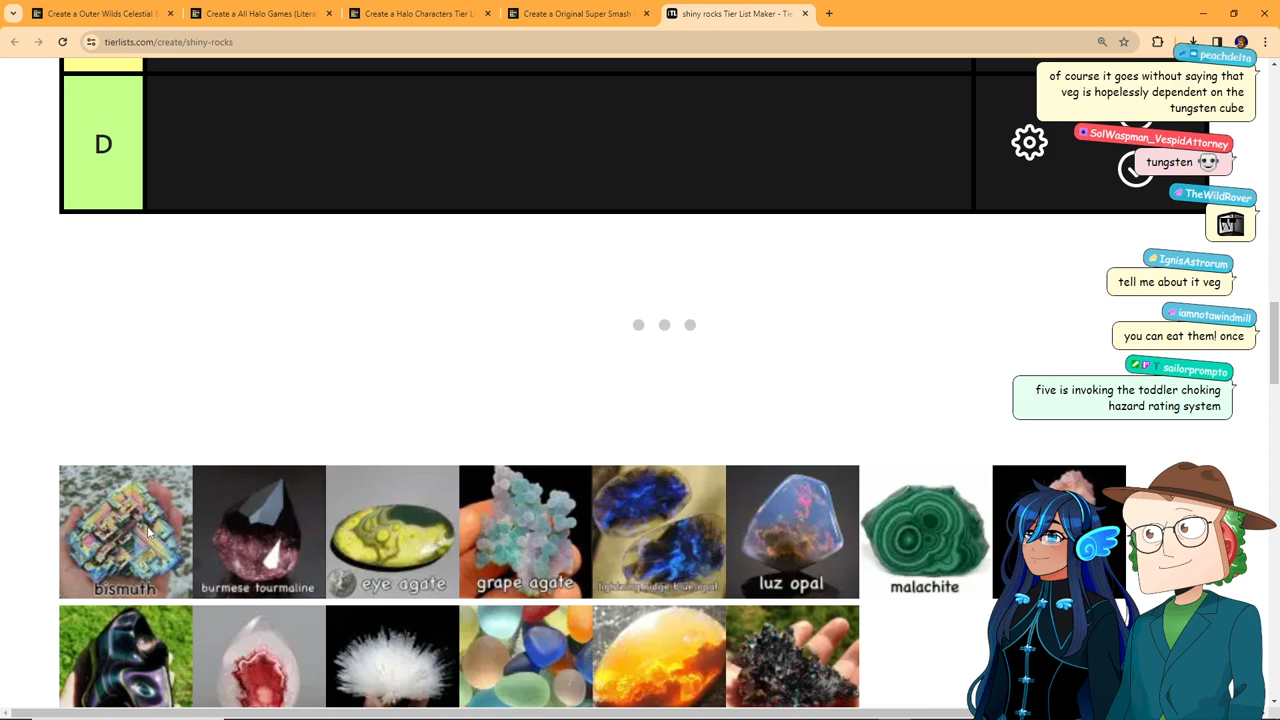 Create a Outer Wilds Celestial B
Create a All Halo Games (Litera
Create a Halo Characters Tier L
Create a Original Super Smash
shiny rocks Tier List Maker - Tie
tierlists.com/create/shiny-rocks
D
peachdelta
of course it goes without saying that
veg is hopelessly dependent on the
tungsten cube
SolWaspman_VespidAttorney
tungsten
TheWildRover
W
IgnisAstrorum
tell me about it veg
iamnotawindmill
you can eat them! once
sailorprompto
five is invoking the toddler choking
hazard rating system
bismuth
burmese tourmaline
eye agate
grape agate
lightning ridge blue opal
luz opal
malachite